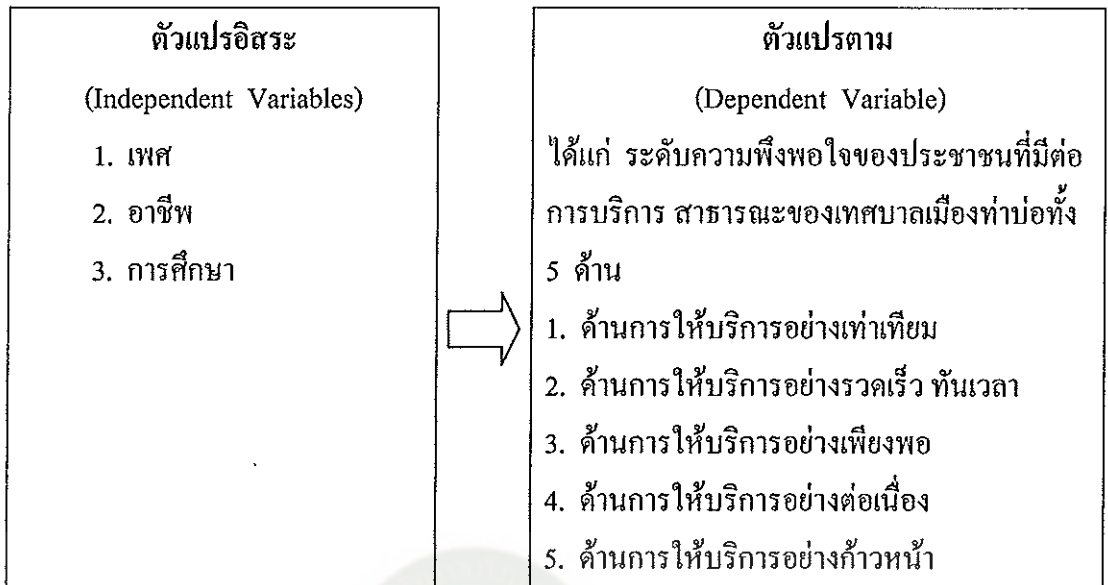 ตัวแปรอิสระ
(Independent Variables)
1. เพศ
2. อาชีพ
3. การศึกษา
ตัวแปรตาม
(Dependent Variable)
ได้แก่ ระดับความพึงพอใจของประชาชนที่มีต่อ
การบริการ สาธารณะของเทศบาลเมืองท่าบ่อทั้ง
5 ด้าน
1. ด้านการให้บริการอย่างเท่าเทียม
2. ด้านการให้บริการอย่างรวดเร็ว ทันเวลา
3. ด้านการให้บริการอย่างเพียงพอ
4. ด้านการให้บริการอย่างต่อเนื่อง
5. ด้านการให้บริการอย่างก้าวหน้า